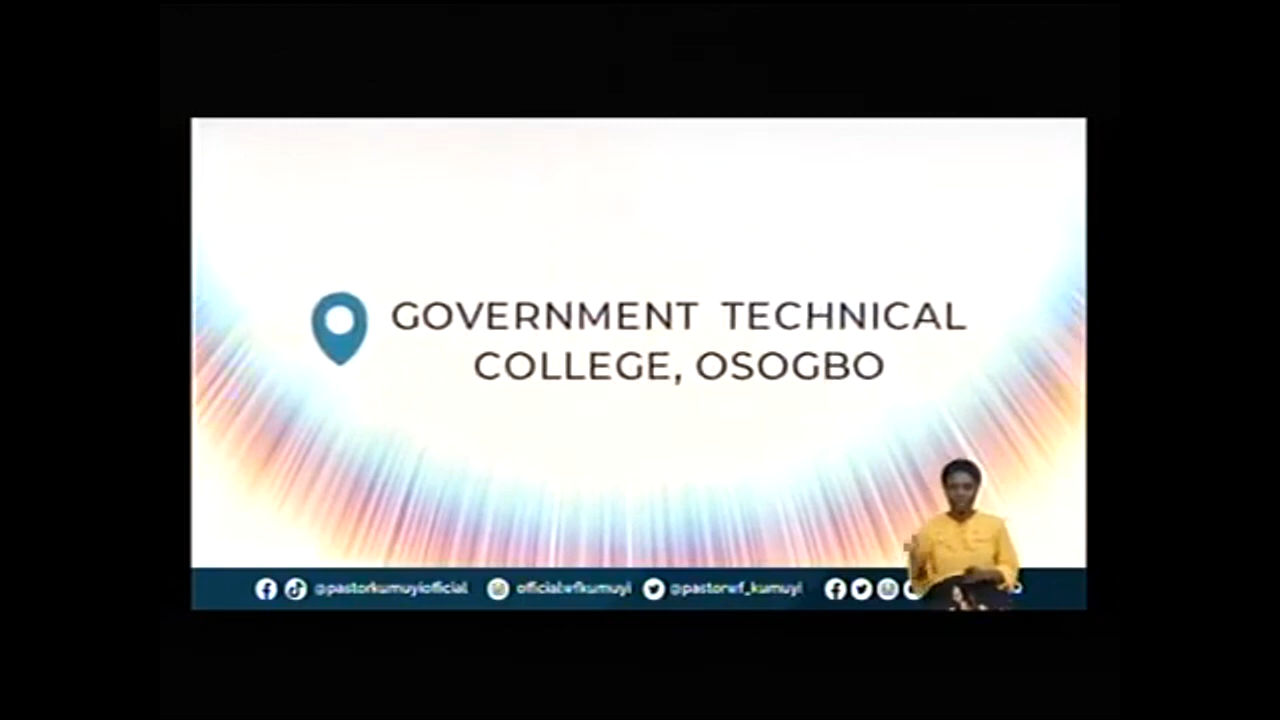 GOVERNMENT TECHNICAL
COLLEGE, OSOGBO
@pastorkumuyiofficial officialwfkumuyi @pastorwf_kumuyi